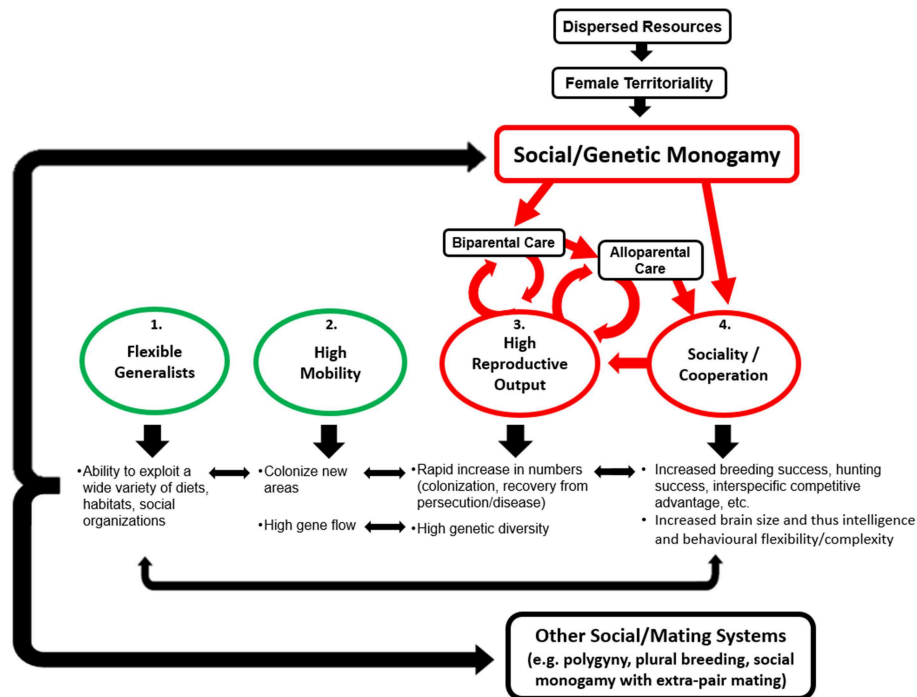 Dispersed Resources
Female Territoriality
Social/Genetic Monogamy
Biparental Care
Alloparental
Care
1.
Flexible
Generalists
2.
High
Mobility
3.
High
Reproductive
Output
4.
Sociality /
Cooperation
•Ability to exploit a
wide variety of diets,
habitats, social
organizations
• Colonize new
areas
• High gene flow
•Rapid increase in numbers
(colonization, recovery from
persecution/disease)
•High genetic diversity
• Increased breeding success, hunting
success, interspecific competitive
advantage, etc.
• Increased brain size and thus intelligence
and behavioural flexibility/complexity
Other Social/Mating Systems
(e.g. polygyny, plural breeding, social
monogamy with extra-pair mating)